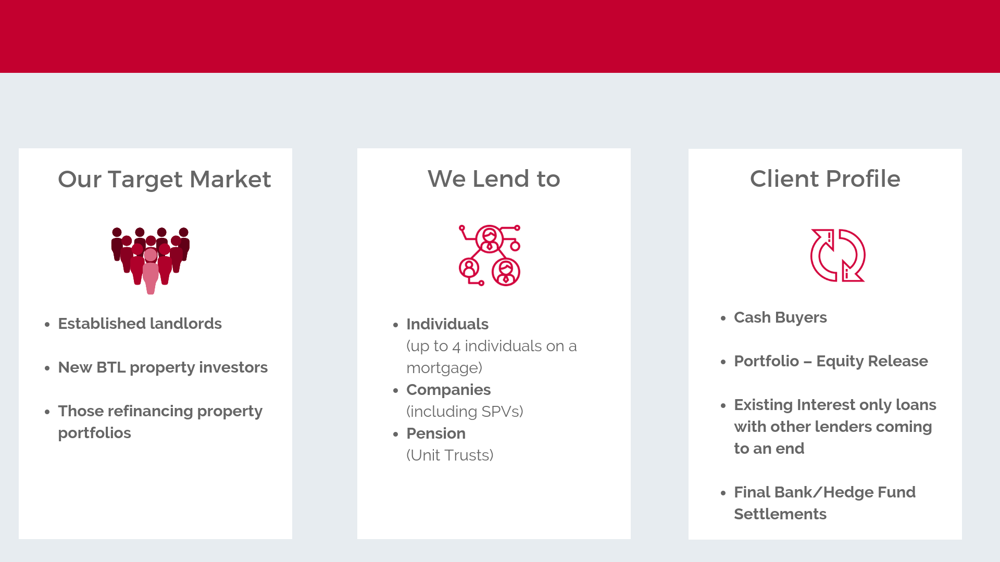 Our Target Market
• Established landlords
• New BTL property investors
• Those refinancing property
portfolios
We Lend to
• Individuals
(up to 4 individuals on a
mortgage)
• Companies
(including SPVs)
• Pension
(Unit Trusts)
Client Profile
• Cash Buyers
• Portfolio – Equity Release
• Existing Interest only loans
with other lenders coming
to an end
• Final Bank/Hedge Fund
Settlements